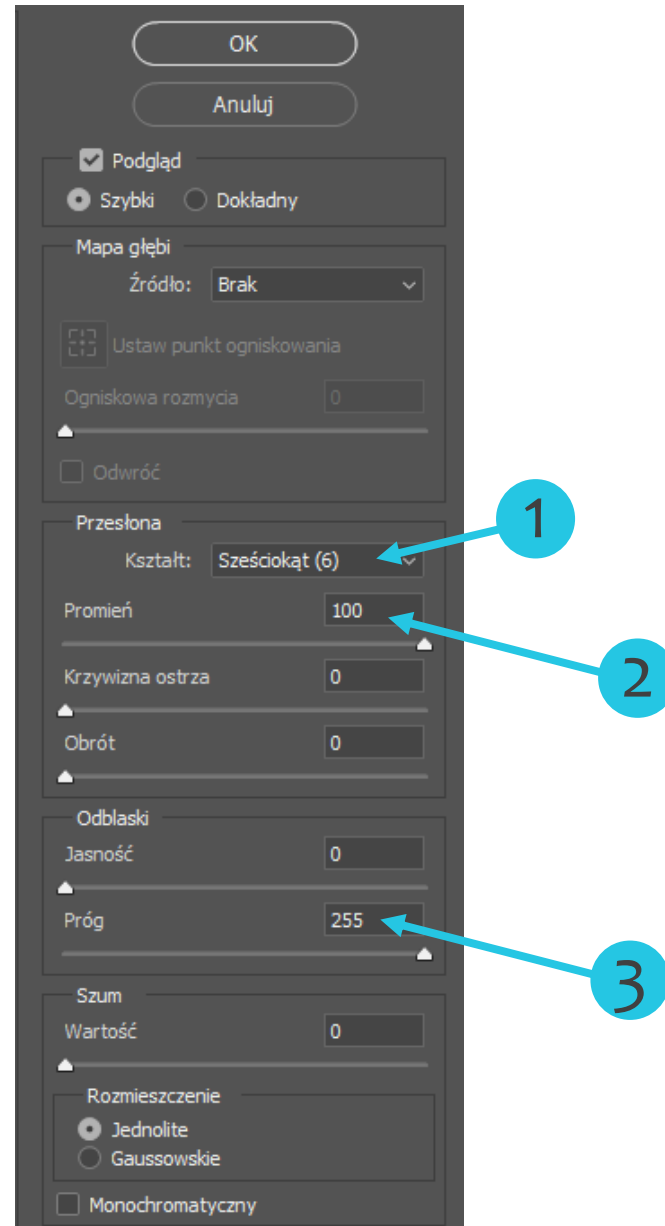 OK
Anuluj
Podgląd
Szybki Dokładny
Mapa głębi
Źródło: Brak
Ustaw punkt ogniskowania
Ogniskowa rozmycia 0
Odwróć
Przesłona
1
Kształt: Sześciokąt (6)
Promień 100
2
Krzywizna ostrza 0
Obrót 0
Odblaski
Jasność 0
Próg 255
3
Szum
Wartość 0
Rozmieszczenie
Jednolite
Gaussowskie
Monochromatyczny